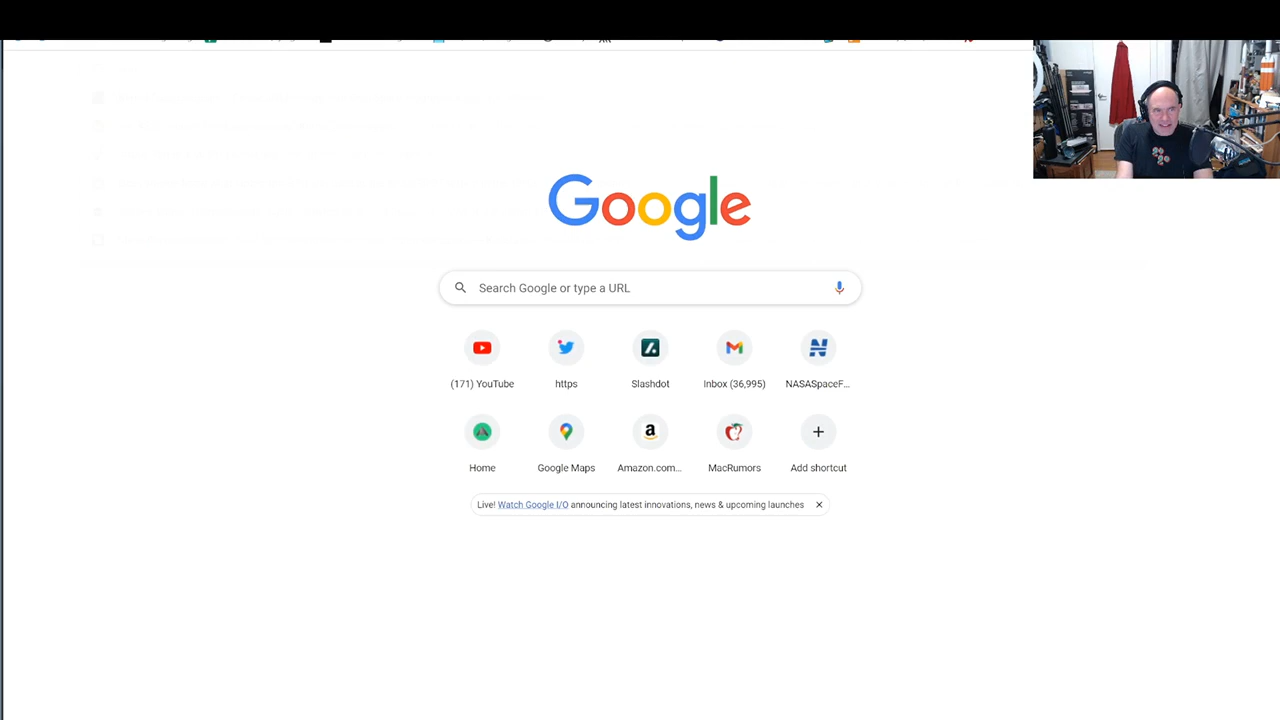 Google
Search Google or type a URL
(171) YouTube
https
Slashdot
Inbox (36,995)
NASASpaceF...
Home
Google Maps
Amazon.com...
MacRumors
Add shortcut
Live! Watch Google I/O announcing latest innovations, news & upcoming launches